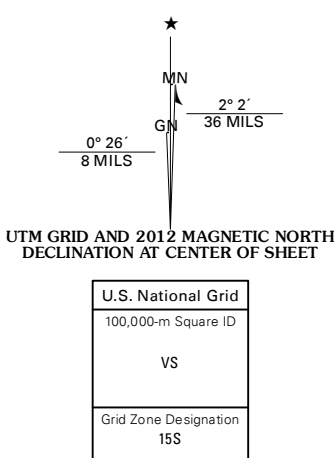 MN
2° 2´
36 MILS
GN
0° 26´
8 MILS
UTM GRID AND 2012 MAGNETIC NORTH
DECLINATION AT CENTER OF SHEET
U.S. National Grid
100,000-m Square ID
VS
Grid Zone Designation
15S